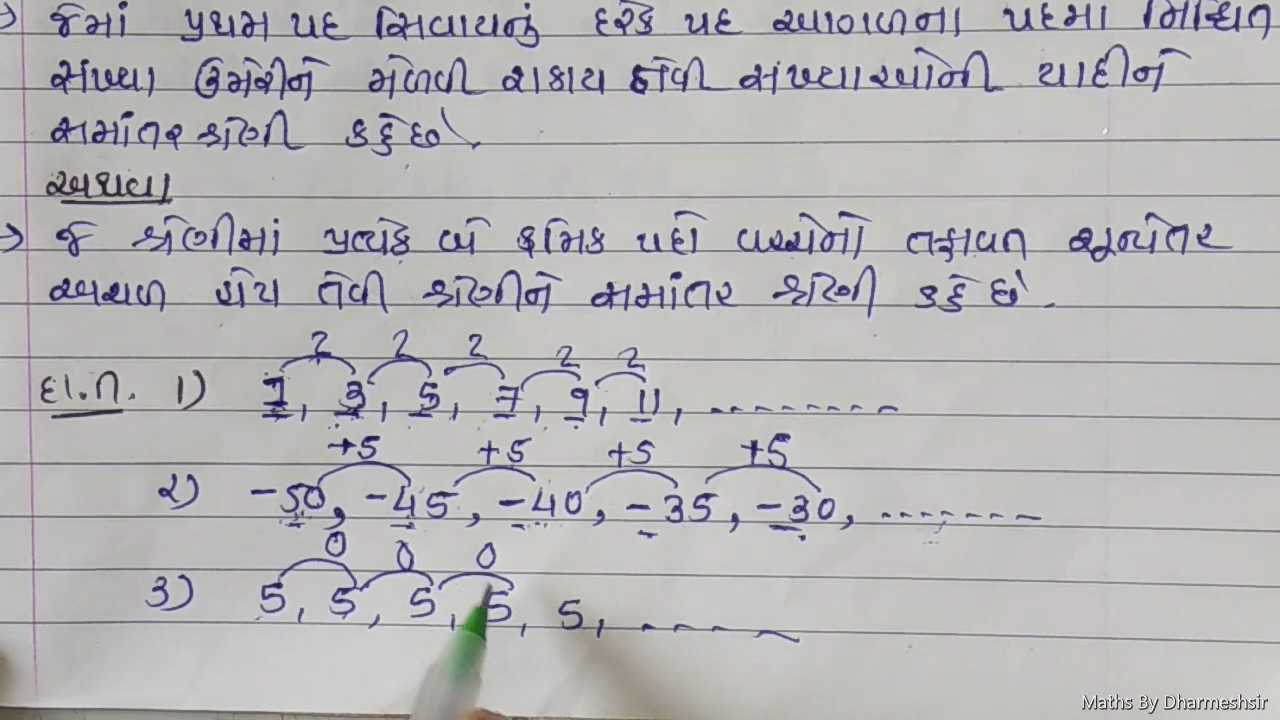 → જેમાં પ્રથમ પદ સિવાયનું દરેક પદ આગળના પદમા નિશ્ચિત
સંખ્યા ઉમેરીને મેળવી શકાય તેવી સંખ્યાઓની યાદીને
સમાંતર શ્રેણી કહે છે.
અથવા
→ જે શ્રેણીમાં પ્રત્યેક બે ક્રમિક પદો વચ્ચેનો તફાવત શૂન્યેતર
અચળ હોય તેવી શ્રેણીને સમાંતર શ્રેણી કહે છે.
2 2 2 2 2
દા.ત. 1) 1, 3, 5, 7, 9, 11, ---------
+5 +5 +5 +5
2) -50, -45, -40, -35, -30, -------
0 0 0
3) 5, 5, 5, 5, 5, -----
Maths By Dharmeshsir